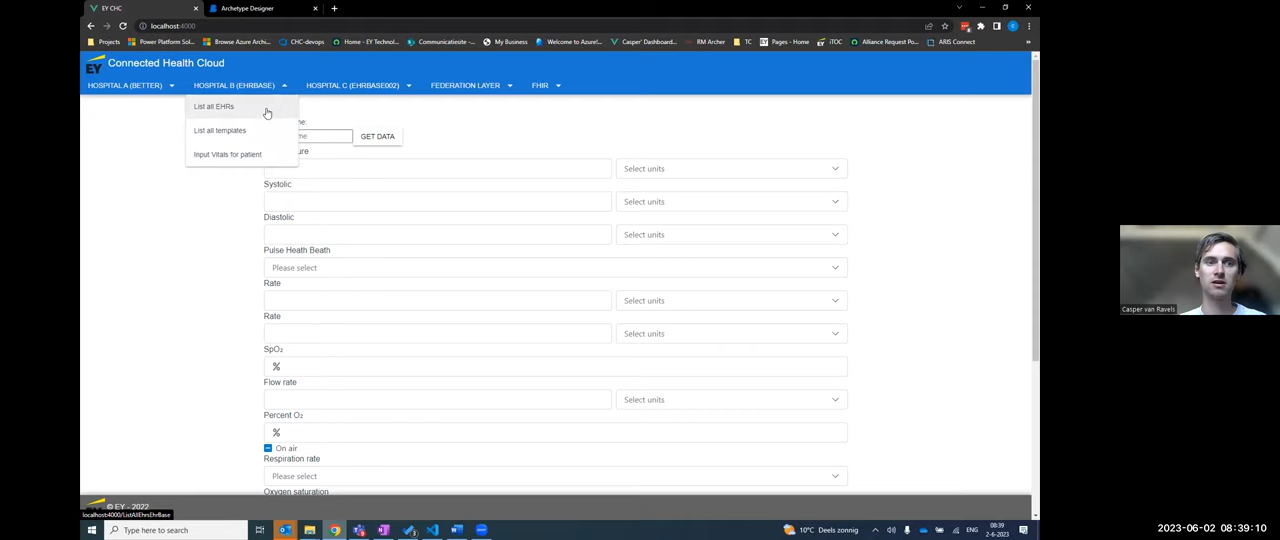 EY CHC
Archetype Designer
localhost:4000
Projects
Power Platform Sol...
Browse Azure Archi...
CHC-devops
Home - EY Technol...
Communicatiesite -...
My Business
Welcome to Azure!...
Casper' Dashboard...
RM Archer
TC
Pages - Home
iTOC
Alliance Request Po...
ARIS Connect
EY
Connected Health Cloud
HOSPITAL A (BETTER)
HOSPITAL B (EHRBASE)
HOSPITAL C (EHRBASE002)
FEDERATION LAYER
FHIR
List all EHRs
List all templates
Input Vitals for patient
me:
me
GET DATA
ure
Select units
Systolic
Select units
Diastolic
Select units
Pulse Heath Beath
Please select
Rate
Select units
Rate
Select units
SpO₂
%
Flow rate
Select units
Percent O₂
%
On air
Respiration rate
Please select
Oxygen saturation
© EY - 2022
localhost:4000/ListAllEhrsEhrBase
Type here to search
10°C Deels zonnig
ENG
08:39
2-6-2023
Casper van Ravels
2023-06-02 08:39:10